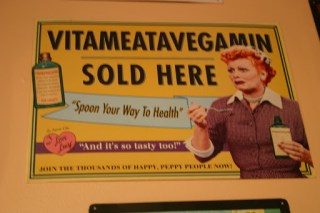 VITAMEATAVEGAMIN
SOLD HERE
"Spoon Your Way To Health"
"And it's so tasty too!"
JOIN THE THOUSANDS OF HAPPY, PEPPY PEOPLE NOW!